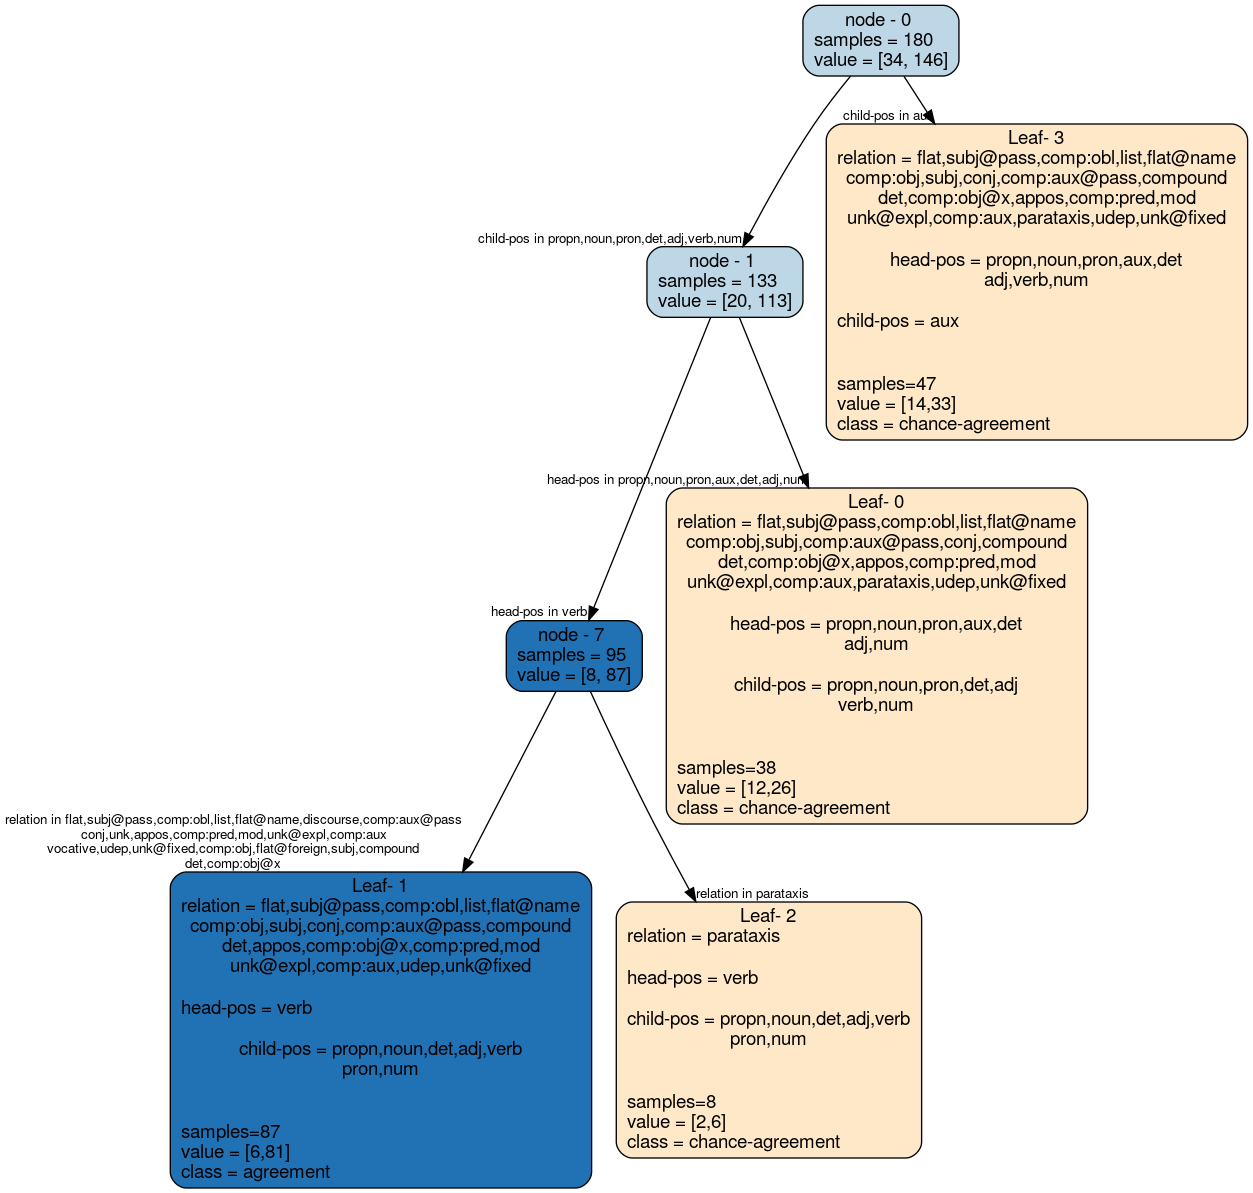 node - 0
samples = 180
value = [34, 146]
child-pos in aux
Leaf- 3
relation = flat,subj@pass,comp:obl,list,flat@name
comp:obj,subj,conj,comp:aux@pass,compound
det,comp:obj@x,appos,comp:pred,mod
unk@expl,comp:aux,parataxis,udep,unk@fixed
head-pos = propn,noun,pron,aux,det
adj,verb,num
child-pos = aux
samples=47
value = [14,33]
class = chance-agreement
child-pos in propn,noun,pron,det,adj,verb,num
node - 1
samples = 133
value = [20, 113]
head-pos in propn,noun,pron,aux,det,adj,num
Leaf- 0
relation = flat,subj@pass,comp:obl,list,flat@name
comp:obj,subj,comp:aux@pass,conj,compound
det,comp:obj@x,appos,comp:pred,mod
unk@expl,comp:aux,parataxis,udep,unk@fixed
head-pos = propn,noun,pron,aux,det
adj,num
child-pos = propn,noun,pron,det,adj
verb,num
samples=38
value = [12,26]
class = chance-agreement
head-pos in verb
node - 7
samples = 95
value = [8, 87]
relation in flat,subj@pass,comp:obl,list,flat@name,discourse,comp:aux@pass
conj,unk,appos,comp:pred,mod,unk@expl,comp:aux
vocative,udep,unk@fixed,comp:obj,flat@foreign,subj,compound
det,comp:obj@x
Leaf- 1
relation = flat,subj@pass,comp:obl,list,flat@name
comp:obj,subj,conj,comp:aux@pass,compound
det,appos,comp:obj@x,comp:pred,mod
unk@expl,comp:aux,udep,unk@fixed
head-pos = verb
child-pos = propn,noun,det,adj,verb
pron,num
samples=87
value = [6,81]
class = agreement
relation in parataxis
Leaf- 2
relation = parataxis
head-pos = verb
child-pos = propn,noun,det,adj,verb
pron,num
samples=8
value = [2,6]
class = chance-agreement